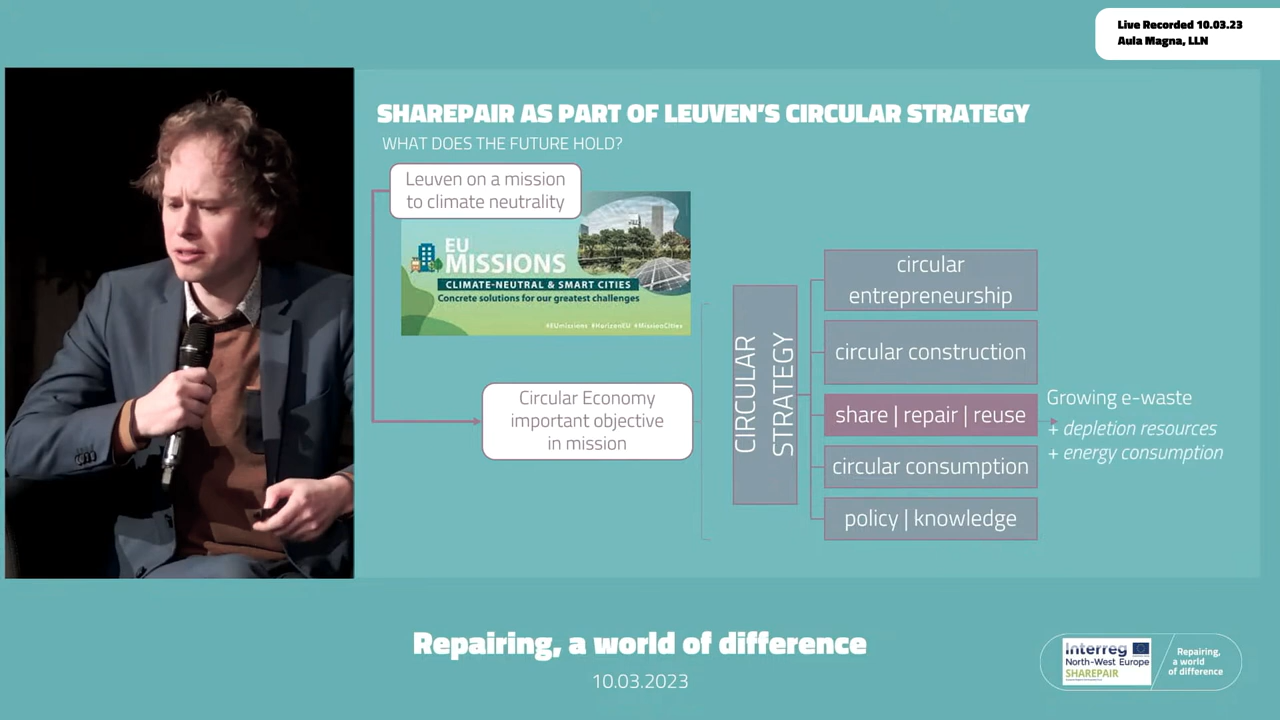 Live Recorded 10.03.23
Aula Magna, LLN
SHAREPAIR AS PART OF LEUVEN'S CIRCULAR STRATEGY
WHAT DOES THE FUTURE HOLD?
Leuven on a mission
to climate neutrality
EU
MISSIONS
CLIMATE-NEUTRAL & SMART CITIES
Concrete solutions for our greatest challenges
#EUmissions #HorizonEU #MissionCities
Circular Economy
important objective
in mission
CIRCULAR
STRATEGY
circular
entrepreneurship
circular construction
share | repair | reuse
circular consumption
policy | knowledge
Growing e-waste
+ depletion resources
+ energy consumption
Repairing, a world of difference
10.03.2023
Interreg
North-West Europe
SHAREPAIR
Repairing,
a world
of difference